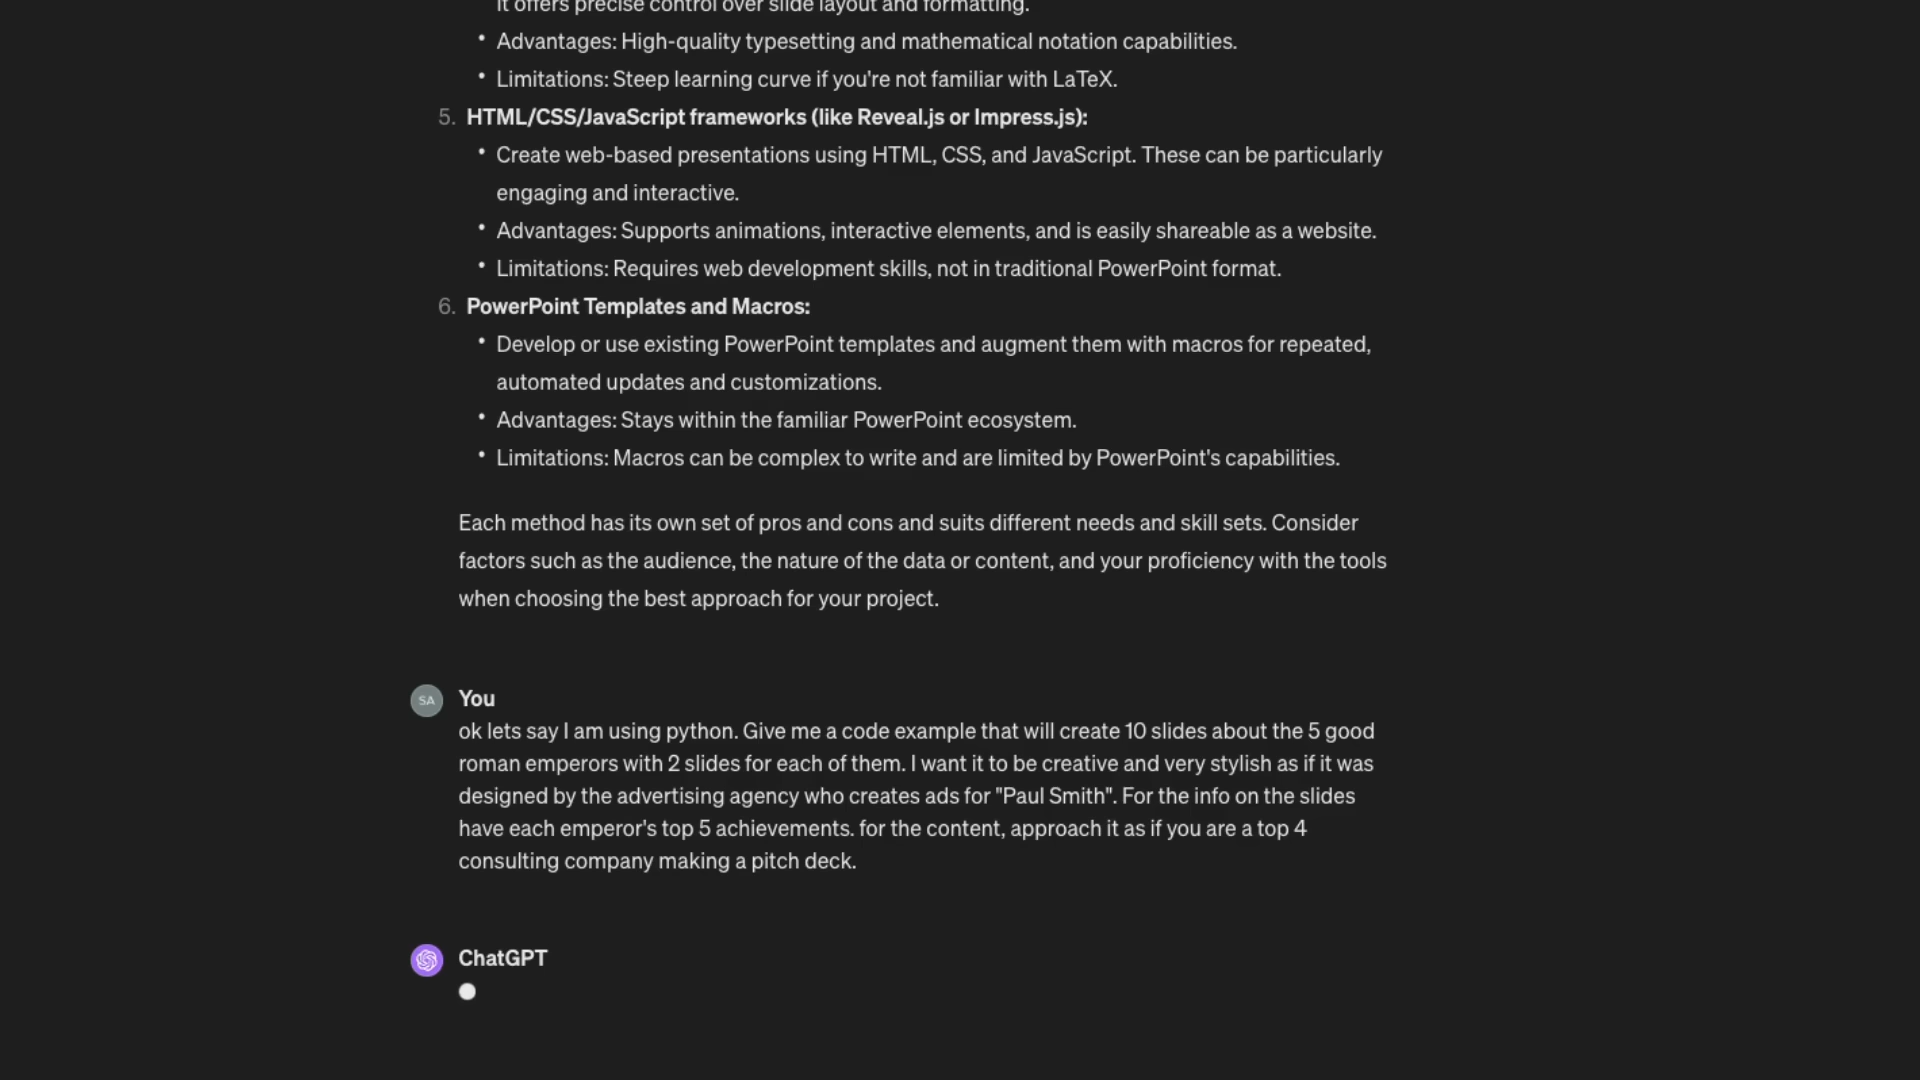 it offers precise control over slide layout and formatting.
• Advantages: High-quality typesetting and mathematical notation capabilities.
• Limitations: Steep learning curve if you're not familiar with LaTeX.
5. HTML/CSS/JavaScript frameworks (like Reveal.js or Impress.js):
• Create web-based presentations using HTML, CSS, and JavaScript. These can be particularly
engaging and interactive.
• Advantages: Supports animations, interactive elements, and is easily shareable as a website.
• Limitations: Requires web development skills, not in traditional PowerPoint format.
6. PowerPoint Templates and Macros:
• Develop or use existing PowerPoint templates and augment them with macros for repeated,
automated updates and customizations.
• Advantages: Stays within the familiar PowerPoint ecosystem.
• Limitations: Macros can be complex to write and are limited by PowerPoint's capabilities.
Each method has its own set of pros and cons and suits different needs and skill sets. Consider
factors such as the audience, the nature of the data or content, and your proficiency with the tools
when choosing the best approach for your project.
SA You
ok lets say I am using python. Give me a code example that will create 10 slides about the 5 good
roman emperors with 2 slides for each of them. I want it to be creative and very stylish as if it was
designed by the advertising agency who creates ads for "Paul Smith". For the info on the slides
have each emperor's top 5 achievements. for the content, approach it as if you are a top 4
consulting company making a pitch deck.
ChatGPT